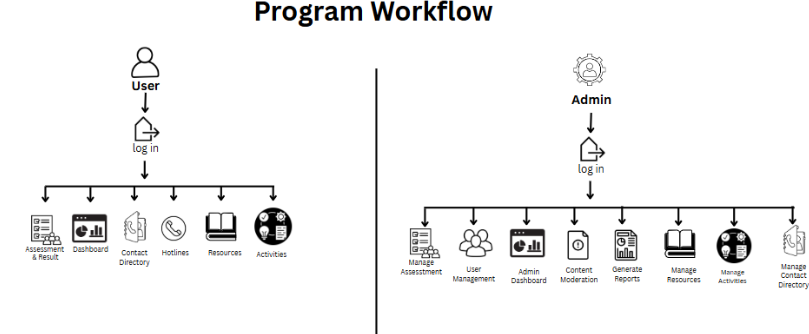 Program Workflow
User
log in
Assessment
& Result
Dashboard
Contact
Directory
Hotlines
Resources
Activities
Admin
log in
Manage
Assesstment
User
Management
Admin
Dashboard
Content
Moderation
Generate
Reports
Manage
Resources
Manage
Activities
Manage
Contact
Directory